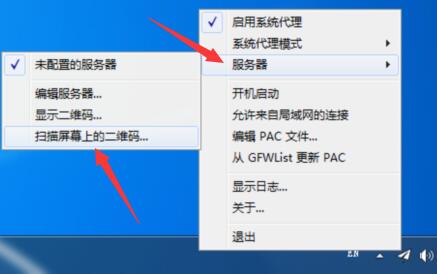 启用系统代理
系统代理模式
服务器
未配置的服务器
编辑服务器...
显示二维码...
扫描屏幕上的二维码...
开机启动
允许来自局域网的连接
编辑 PAC 文件...
从 GFWList 更新 PAC
显示日志...
关于...
退出
EN